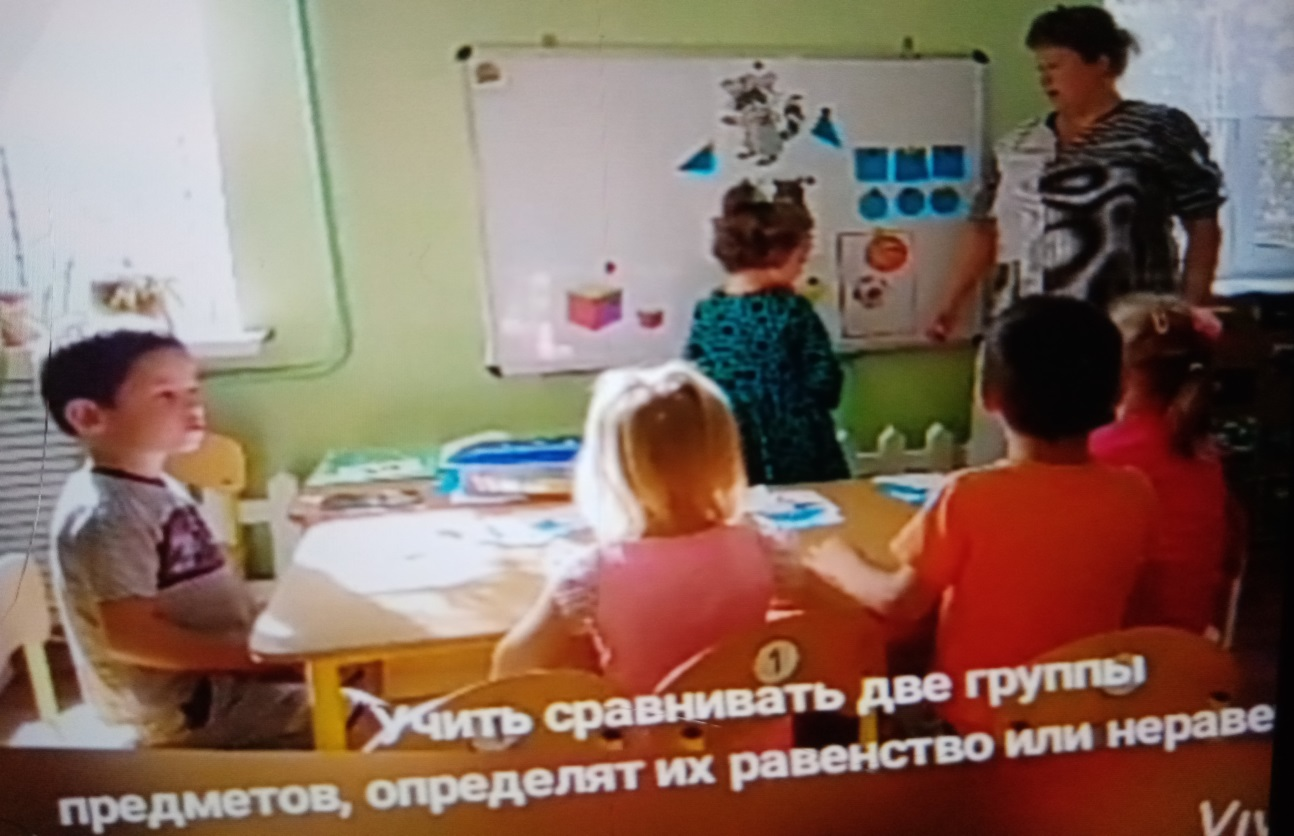 учить сравнивать две группы
предметов, определят их равенство или нераве
1